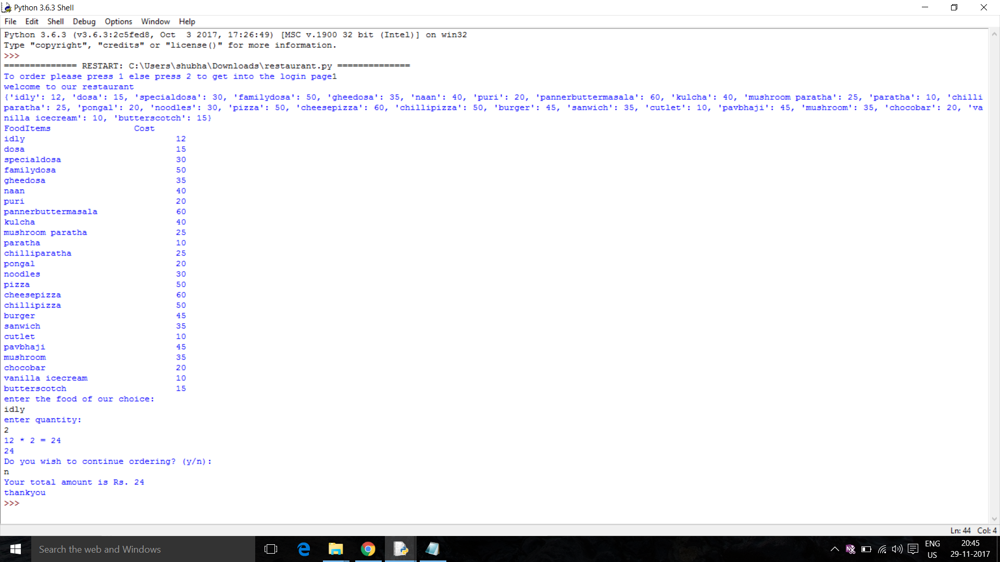 Python 3.6.3 Shell
File Edit Shell Debug Options Window Help
Python 3.6.3 (v3.6.3:2c5fed8, Oct  3 2017, 17:26:49) [MSC v.1900 32 bit (Intel)] on win32
Type "copyright", "credits" or "license()" for more information.
>>>
============== RESTART: C:\Users\shubha\Downloads\restaurant.py ==============
To order please press 1 else press 2 to get into the login page1
welcome to our restaurant
{'idly': 12, 'dosa': 15, 'specialdosa': 30, 'familydosa': 50, 'gheedosa': 35, 'naan': 40, 'puri': 20, 'pannerbuttermasala': 60, 'kulcha': 40, 'mushroom paratha': 25, 'paratha': 10, 'chilli
paratha': 25, 'pongal': 20, 'noodles': 30, 'pizza': 50, 'cheesepizza': 60, 'chillipizza': 50, 'burger': 45, 'sanwich': 35, 'cutlet': 10, 'pavbhaji': 45, 'mushroom': 35, 'chocobar': 20, 'va
nilla icecream': 10, 'butterscotch': 15}
FoodItems                Cost
idly                             12
dosa                             15
specialdosa                      30
familydosa                       50
gheedosa                         35
naan                             40
puri                             20
pannerbuttermasala               60
kulcha                           40
mushroom paratha                 25
paratha                          10
chilliparatha                    25
pongal                           20
noodles                          30
pizza                            50
cheesepizza                      60
chillipizza                      50
burger                           45
sanwich                          35
cutlet                           10
pavbhaji                         45
mushroom                         35
chocobar                         20
vanilla icecream                 10
butterscotch                     15
enter the food of our choice:
idly
enter quantity:
2
12 * 2 = 24
24
Do you wish to continue ordering? (y/n):
n
Your total amount is Rs. 24
thankyou
>>>
Ln: 44 Col: 4
Search the web and Windows
ENG
US
20:45
29-11-2017